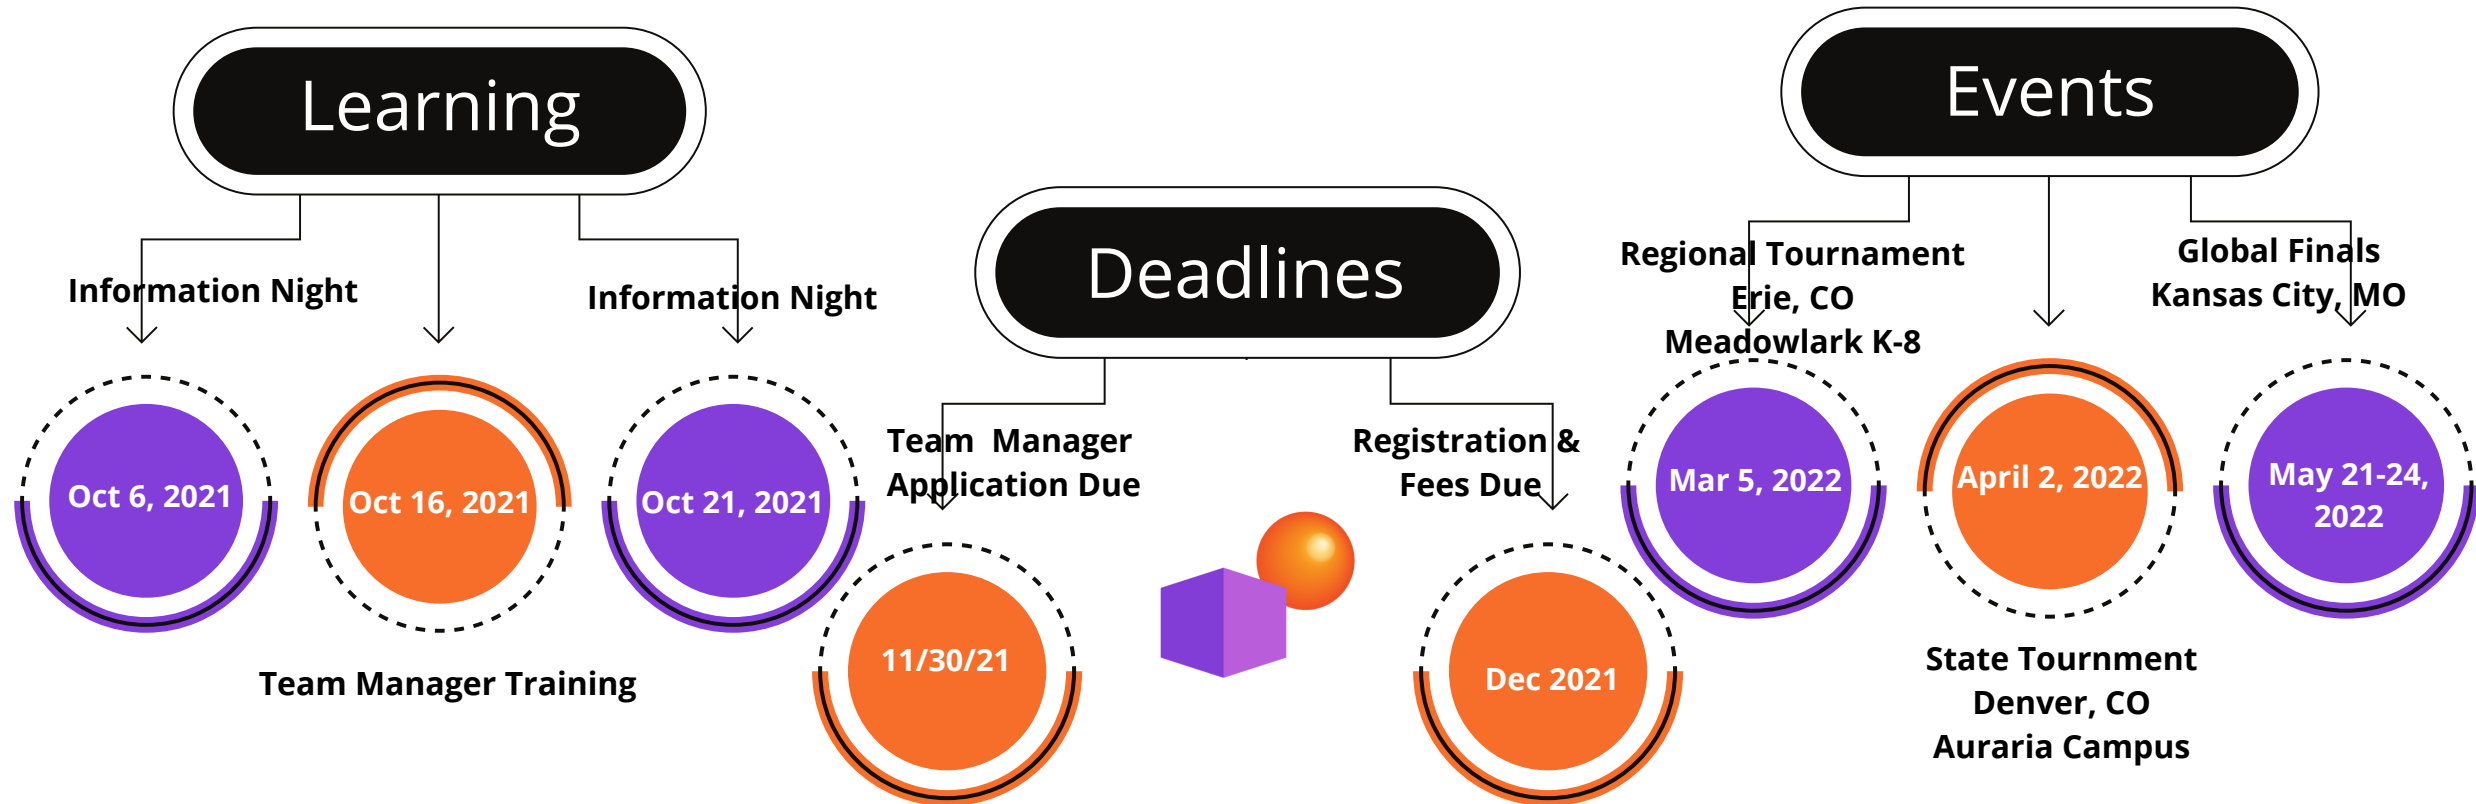 Learning
Information Night
Oct 6, 2021
Oct 16, 2021
Team Manager Training
Information Night
Oct 21, 2021
Deadlines
Team  Manager
Application Due
11/30/21
Registration &
Fees Due
Dec 2021
Events
Regional Tournament
Erie, CO
Meadowlark K-8
Mar 5, 2022
April 2, 2022
State Tournment
Denver, CO
Auraria Campus
Global Finals
Kansas City, MO
May 21-24,
2022